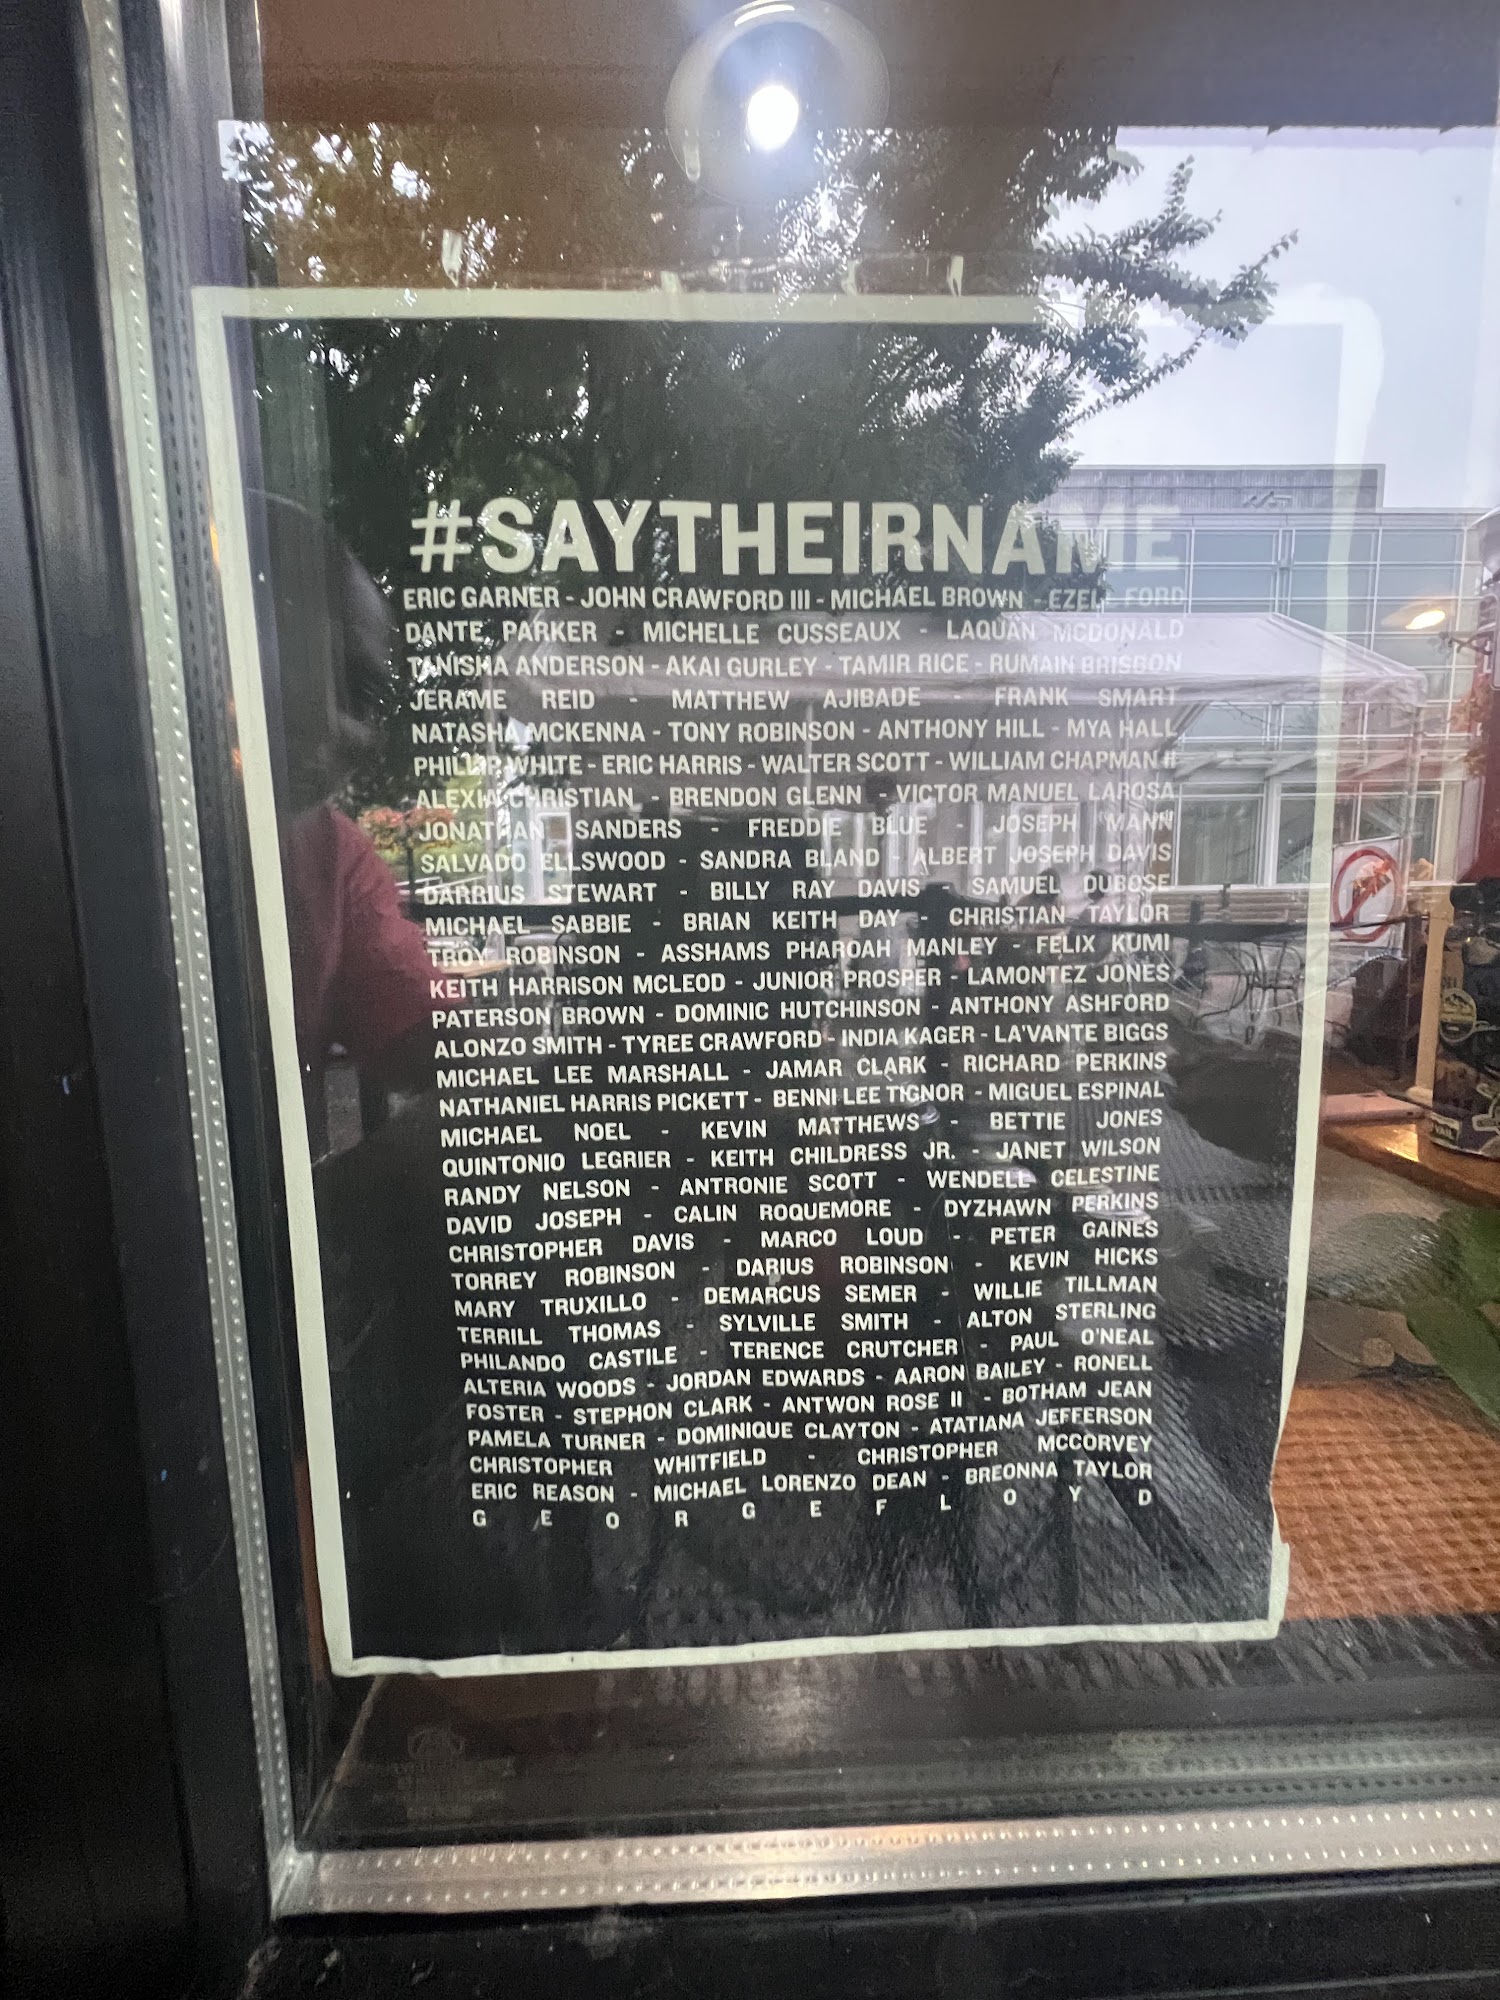 #SAYTHEIRNAME
ERIC GARNER - JOHN CRAWFORD III - MICHAEL BROWN - EZELL FORD
DANTE PARKER - MICHELLE CUSSEAUX - LAQUAN MCDONALD
TANISHA ANDERSON - AKAI GURLEY - TAMIR RICE - RUMAIN BRISBON
JERAME REID - MATTHEW AJIBADE - FRANK SMART
NATASHA MCKENNA - TONY ROBINSON - ANTHONY HILL - MYA HALL
PHILLIP WHITE - ERIC HARRIS - WALTER SCOTT - WILLIAM CHAPMAN II
ALEXIA CHRISTIAN - BRENDON GLENN - VICTOR MANUEL LAROSA
JONATHAN SANDERS - FREDDIE BLUE - JOSEPH MANN
SALVADO ELLSWOOD - SANDRA BLAND - ALBERT JOSEPH DAVIS
DARRIUS STEWART - BILLY RAY DAVIS - SAMUEL DUBOSE
MICHAEL SABBIE - BRIAN KEITH DAY - CHRISTIAN TAYLOR
TROY ROBINSON - ASSHAMS PHAROAH MANLEY - FELIX KUMI
KEITH HARRISON MCLEOD - JUNIOR PROSPER - LAMONTEZ JONES
PATERSON BROWN - DOMINIC HUTCHINSON - ANTHONY ASHFORD
ALONZO SMITH - TYREE CRAWFORD - INDIA KAGER - LA'VANTE BIGGS
MICHAEL LEE MARSHALL - JAMAR CLARK - RICHARD PERKINS
NATHANIEL HARRIS PICKETT - BENNI LEE TIGNOR - MIGUEL ESPINAL
MICHAEL NOEL - KEVIN MATTHEWS - BETTIE JONES
QUINTONIO LEGRIER - KEITH CHILDRESS JR. - JANET WILSON
RANDY NELSON - ANTRONIE SCOTT - WENDELL CELESTINE
DAVID JOSEPH - CALIN ROQUEMORE - DYZHAWN PERKINS
CHRISTOPHER DAVIS - MARCO LOUD - PETER GAINES
TORREY ROBINSON - DARIUS ROBINSON - KEVIN HICKS
MARY TRUXILLO - DEMARCUS SEMER - WILLIE TILLMAN
TERRILL THOMAS - SYLVILLE SMITH - ALTON STERLING
PHILANDO CASTILE - TERENCE CRUTCHER - PAUL O'NEAL
ALTERIA WOODS - JORDAN EDWARDS - AARON BAILEY - RONELL
FOSTER - STEPHON CLARK - ANTWON ROSE II - BOTHAM JEAN
PAMELA TURNER - DOMINIQUE CLAYTON - ATATIANA JEFFERSON
CHRISTOPHER WHITFIELD - CHRISTOPHER MCCORVEY
ERIC REASON - MICHAEL LORENZO DEAN - BREONNA TAYLOR
G E O R G E F L O Y D